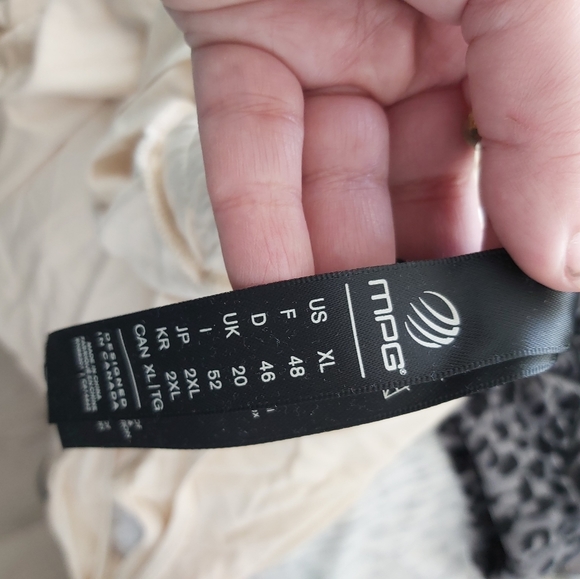 MPG
US XL
F 48
D 46
UK 20
I 52
JP 2XL
KR 2XL
CAN XL/TG
DESIGNED
IN CANADA